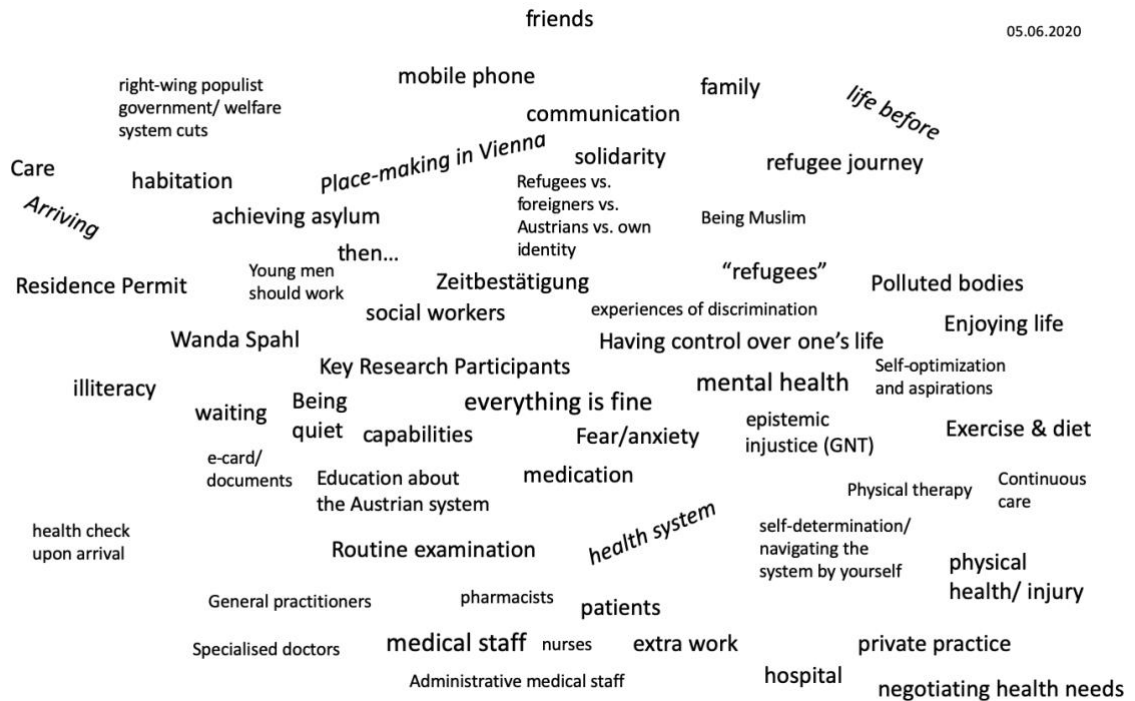 friends
05.06.2020
mobile phone
family
life before
right-wing populist
government/ welfare
system cuts
communication
Place-making in Vienna
solidarity
refugee journey
Care
habitation
Arriving
achieving asylum
Refugees vs.
foreigners vs.
Austrians vs. own
identity
Being Muslim
then...
Residence Permit
Young men
should work
Zeitbestätigung
“refugees”
Polluted bodies
social workers
experiences of discrimination
Enjoying life
Wanda Spahl
Having control over one’s life
Key Research Participants
Self-optimization
and aspirations
illiteracy
mental health
waiting
Being
quiet
everything is fine
capabilities
Fear/anxiety
epistemic
injustice (GNT)
Exercise & diet
e-card/
documents
Education about
the Austrian system
medication
Physical therapy
Continuous
care
health check
upon arrival
Routine examination
health system
self-determination/
navigating the
system by yourself
physical
health/ injury
General practitioners
pharmacists
patients
Specialised doctors
medical staff
nurses
extra work
private practice
Administrative medical staff
hospital
negotiating health needs